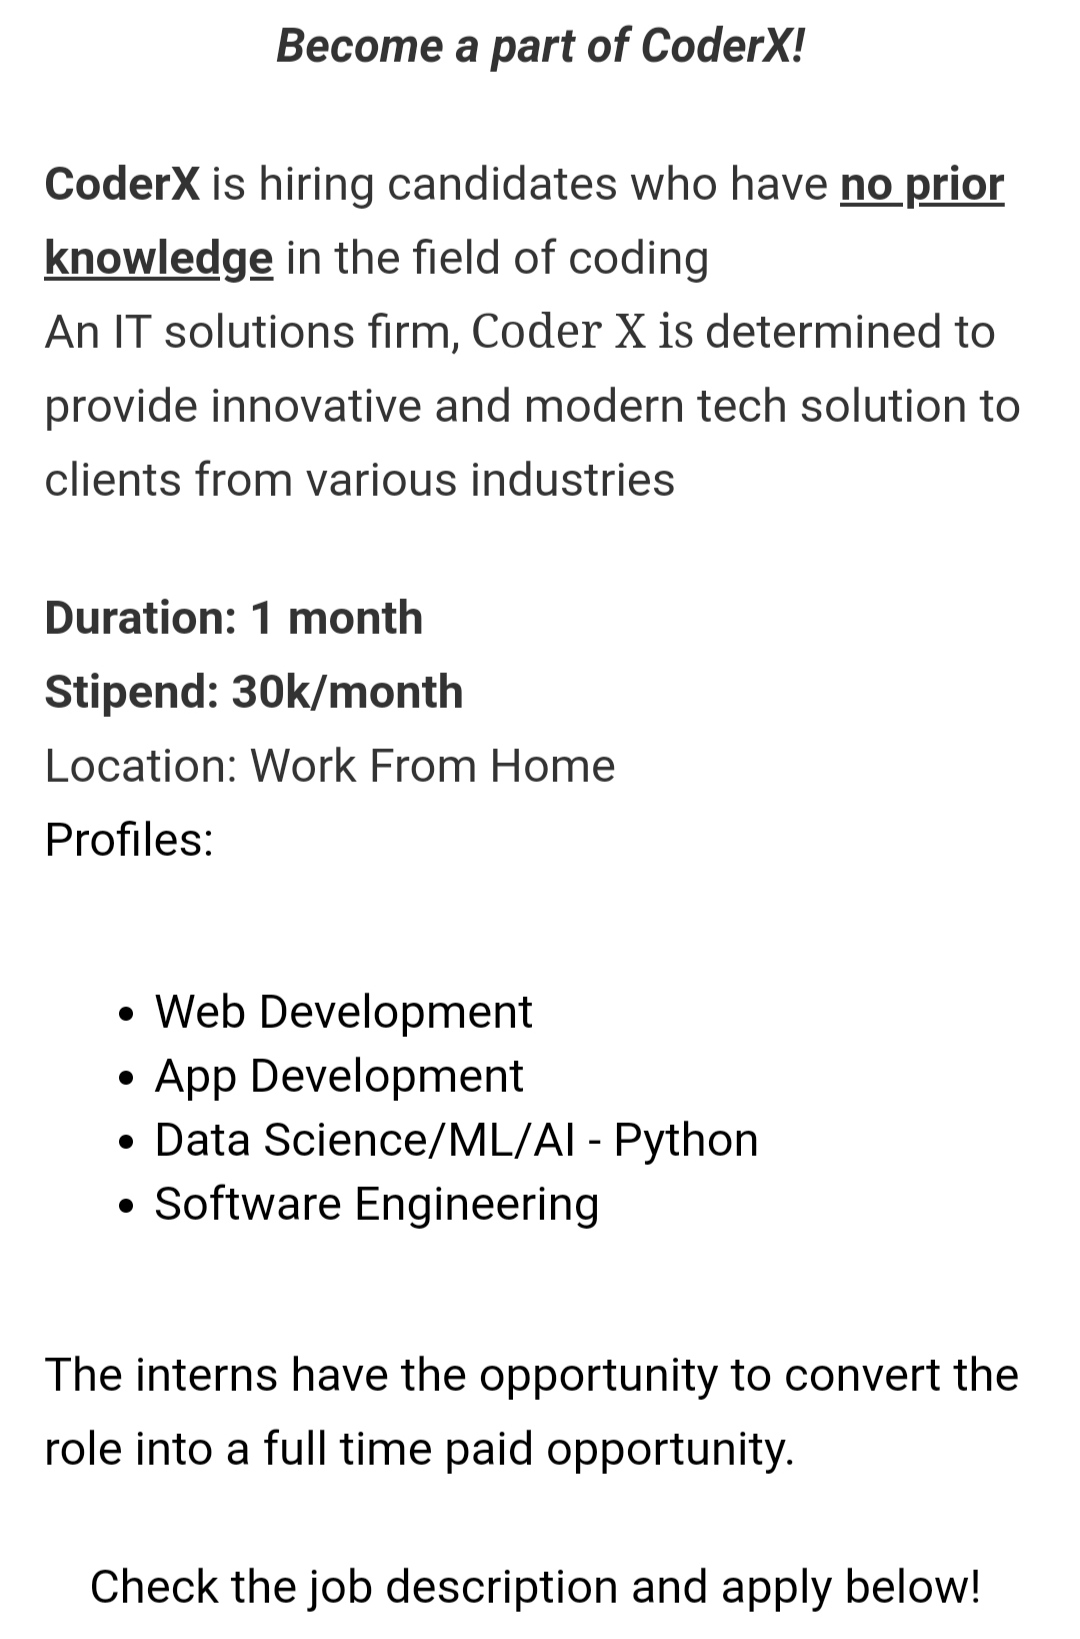 Become a part of CoderX!
CoderX is hiring candidates who have no prior
knowledge in the field of coding
An IT solutions firm, Coder X is determined to
provide innovative and modern tech solution to
clients from various industries
Duration: 1 month
Stipend: 30k/month
Location: Work From Home
Profiles:
• Web Development
• App Development
• Data Science/ML/AI - Python
• Software Engineering
The interns have the opportunity to convert the
role into a full time paid opportunity.
Check the job description and apply below!